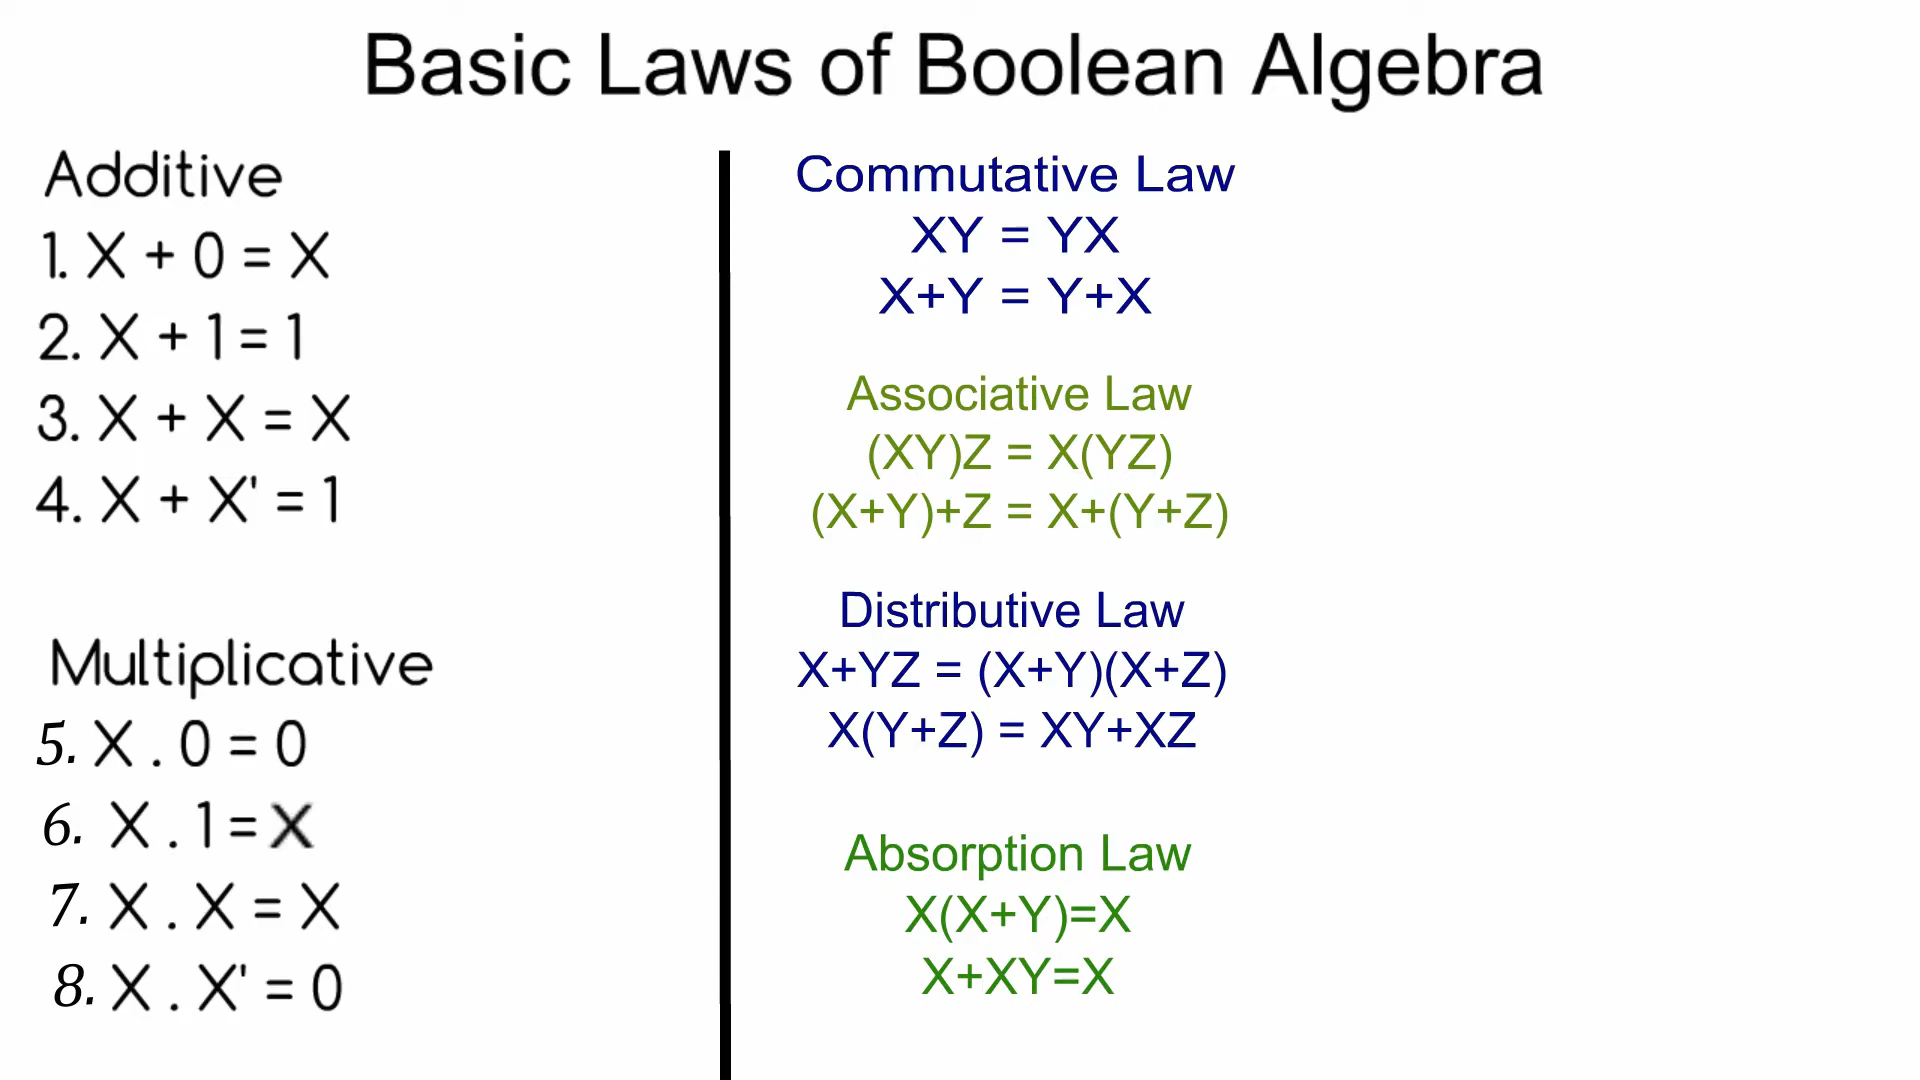 Basic Laws of Boolean Algebra
Additive
1. X + 0 = X
2. X + 1 = 1
3. X + X = X
4. X + X' = 1
Multiplicative
5. X . 0 = 0
6. X . 1 = X
7. X . X = X
8. X . X' = 0
Commutative Law
XY = YX
X+Y = Y+X
Associative Law
(XY)Z = X(YZ)
(X+Y)+Z = X+(Y+Z)
Distributive Law
X+YZ = (X+Y)(X+Z)
X(Y+Z) = XY+XZ
Absorption Law
X(X+Y)=X
X+XY=X